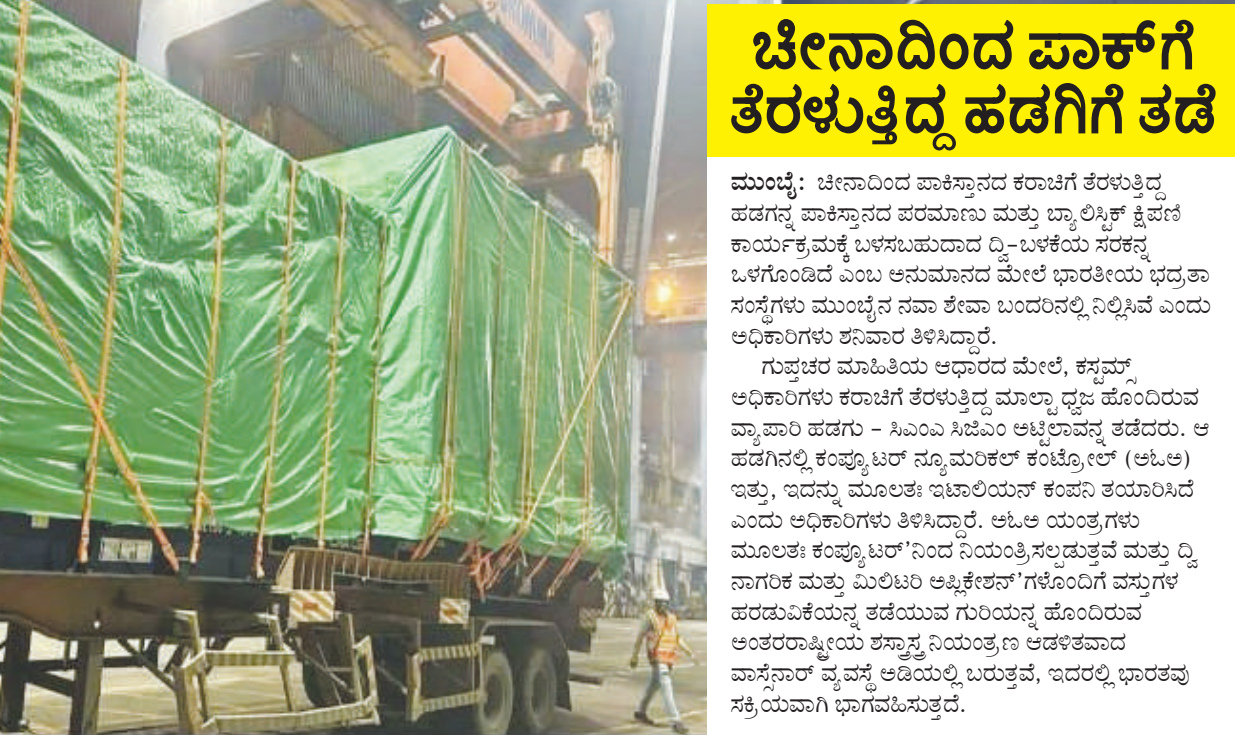 ಚೀನಾದಿಂದ ಪಾಕ್‌ಗೆ
ತೆರಳುತ್ತಿದ್ದ ಹಡಗಿಗೆ ತಡೆ
ಮುಂಬೈ: ಚೀನಾದಿಂದ ಪಾಕಿಸ್ತಾನದ ಕರಾಚಿಗೆ ತೆರಳುತ್ತಿದ್ದ
ಹಡಗನ್ನ ಪಾಕಿಸ್ತಾನದ ಪರಮಾಣು ಮತ್ತು ಬ್ಯಾಲಿಸ್ಟಿಕ್ ಕ್ಷಿಪಣಿ
ಕಾರ್ಯಕ್ರಮಕ್ಕೆ ಬಳಸಬಹುದಾದ ದ್ವಿ-ಬಳಕೆಯ ಸರಕನ್ನ
ಒಳಗೊಂಡಿದೆ ಎಂಬ ಅನುಮಾನದ ಮೇಲೆ ಭಾರತೀಯ ಭದ್ರತಾ
ಸಂಸ್ಥೆಗಳು ಮುಂಬೈನ ನವಾ ಶೇವಾ ಬಂದರಿನಲ್ಲಿ ನಿಲ್ಲಿಸಿವೆ ಎಂದು
ಅಧಿಕಾರಿಗಳು ಶನಿವಾರ ತಿಳಿಸಿದ್ದಾರೆ.
ಗುಪ್ತಚರ ಮಾಹಿತಿಯ ಆಧಾರದ ಮೇಲೆ, ಕಸ್ಟಮ್ಸ್
ಅಧಿಕಾರಿಗಳು ಕರಾಚಿಗೆ ತೆರಳುತ್ತಿದ್ದ ಮಾಲ್ಟಾ ಧ್ವಜ ಹೊಂದಿರುವ
ವ್ಯಾಪಾರಿ ಹಡಗು - ಸಿಎಂಎ ಸಿಜಿಎಂ ಅಟ್ಟಿಲಾವನ್ನ ತಡೆದರು. ಆ
ಹಡಗಿನಲ್ಲಿ ಕಂಪ್ಯೂಟರ್ ನ್ಯೂಮರಿಕಲ್ ಕಂಟ್ರೋಲ್ (ಅಓಅ)
ಇತ್ತು, ಇದನ್ನು ಮೂಲತಃ ಇಟಾಲಿಯನ್ ಕಂಪನಿ ತಯಾರಿಸಿದೆ
ಎಂದು ಅಧಿಕಾರಿಗಳು ತಿಳಿಸಿದ್ದಾರೆ. ಅಓಅ ಯಂತ್ರಗಳು
ಮೂಲತಃ ಕಂಪ್ಯೂಟರ್’ನಿಂದ ನಿಯಂತ್ರಿಸಲ್ಪಡುತ್ತವೆ ಮತ್ತು ದ್ವಿ
ನಾಗರಿಕ ಮತ್ತು ಮಿಲಿಟರಿ ಅಪ್ಲಿಕೇಶನ್’ಗಳೊಂದಿಗೆ ವಸ್ತುಗಳ
ಹರಡುವಿಕೆಯನ್ನ ತಡೆಯುವ ಗುರಿಯನ್ನ ಹೊಂದಿರುವ
ಅಂತರರಾಷ್ಟ್ರೀಯ ಶಸ್ತ್ರಾಸ್ತ್ರ ನಿಯಂತ್ರಣ ಆಡಳಿತವಾದ
ವಾಸ್ಸೆನಾರ್ ವ್ಯವಸ್ಥೆ ಅಡಿಯಲ್ಲಿ ಬರುತ್ತವೆ, ಇದರಲ್ಲಿ ಭಾರತವು
ಸಕ್ರಿಯವಾಗಿ ಭಾಗವಹಿಸುತ್ತದೆ.